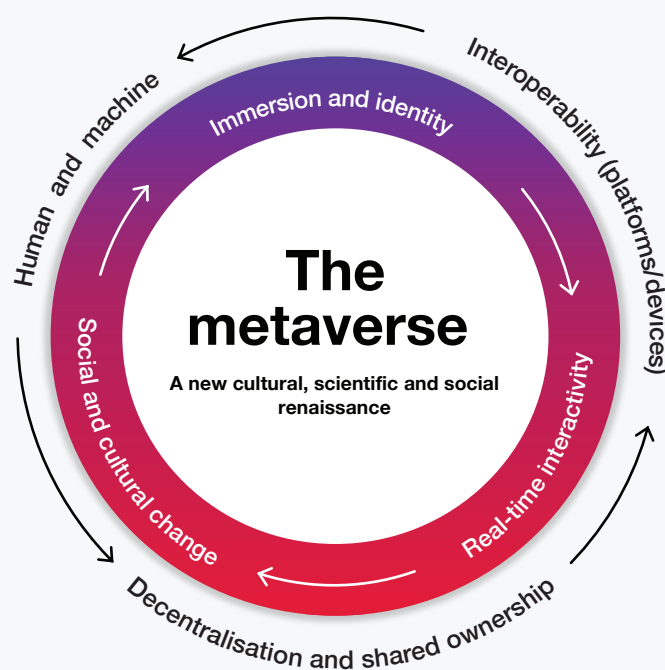 Human and machine
Interoperability (platforms/devices)
Decentralisation and shared ownership
Immersion and identity
Real-time interactivity
Social and cultural change
The
metaverse
A new cultural, scientific and social
renaissance